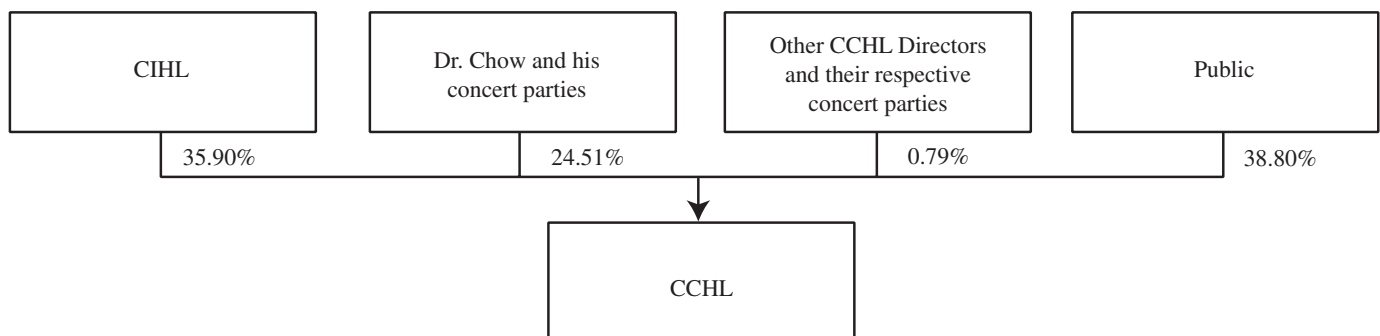 CIHL
Dr. Chow and his
concert parties
Other CCHL Directors
and their respective
concert parties
Public
35.90%
24.51%
0.79%
38.80%
CCHL